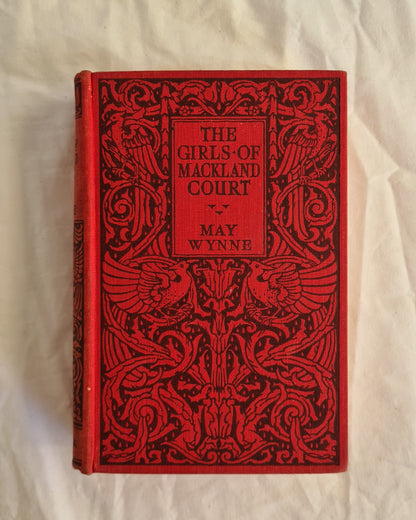 THE
GIRLS·OF
MACKLAND
COURT
MAY
WYNNE